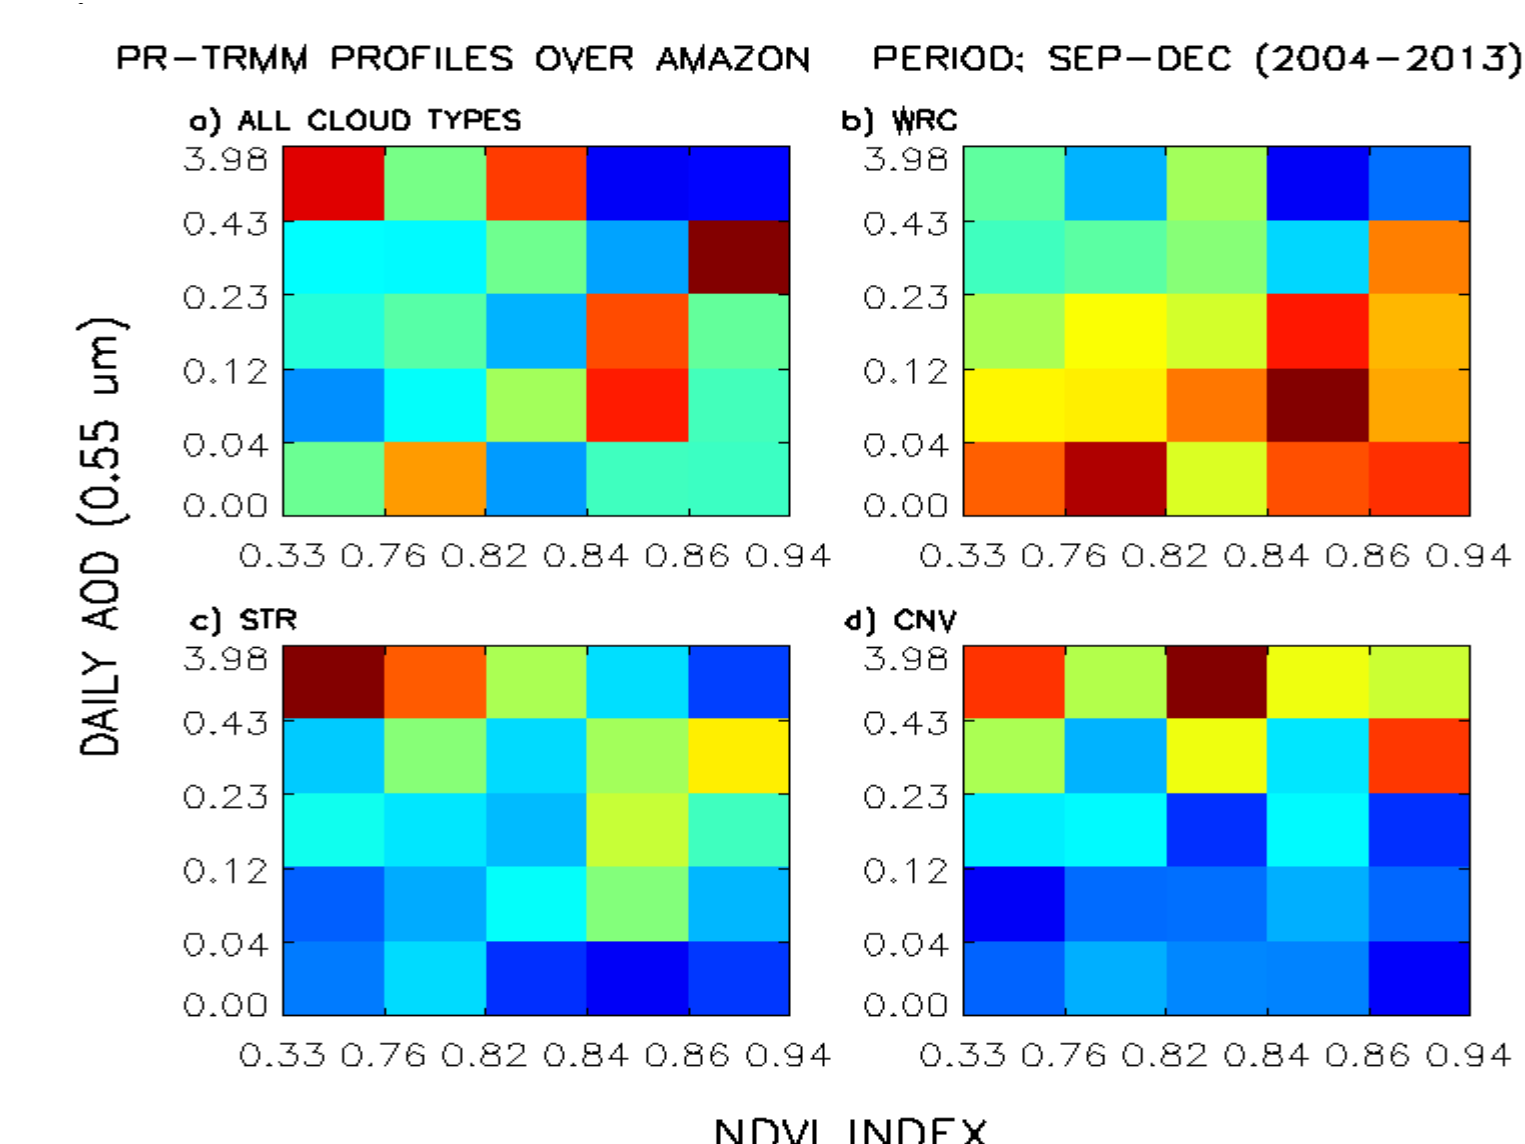 PR-TRMM PROFILES OVER AMAZON PERIOD: SEP-DEC (2004-2013)
a) ALL CLOUD TYPES
3.98
0.43
0.23
0.12
0.04
0.00
0.33 0.76 0.82 0.84 0.86 0.94
b) WRC
3.98
0.43
0.23
0.12
0.04
0.00
0.33 0.76 0.82 0.84 0.86 0.94
c) STR
3.98
0.43
0.23
0.12
0.04
0.00
0.33 0.76 0.82 0.84 0.86 0.94
d) CNV
3.98
0.43
0.23
0.12
0.04
0.00
0.33 0.76 0.82 0.84 0.86 0.94
DAILY AOD (0.55 um)
NDVI INDEX